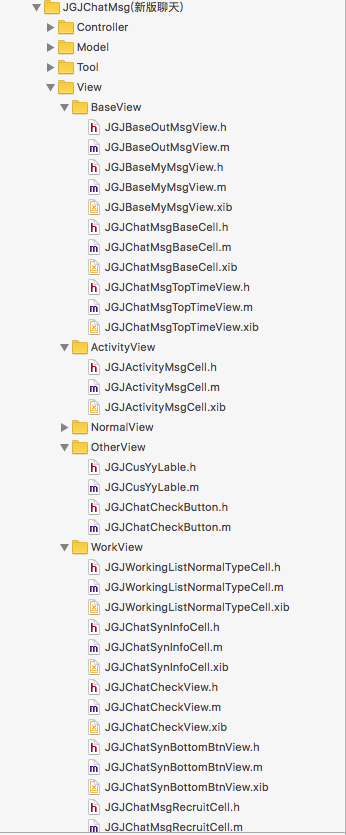 JGJChatMsg(新版聊天)
Controller
Model
Tool
View
BaseView
JGJBaseOutMsgView.h
JGJBaseOutMsgView.m
JGJBaseMyMsgView.h
JGJBaseMyMsgView.m
JGJBaseMyMsgView.xib
JGJChatMsgBaseCell.h
JGJChatMsgBaseCell.m
JGJChatMsgBaseCell.xib
JGJChatMsgTopTimeView.h
JGJChatMsgTopTimeView.m
JGJChatMsgTopTimeView.xib
ActivityView
JGJActivityMsgCell.h
JGJActivityMsgCell.m
JGJActivityMsgCell.xib
NormalView
OtherView
JGJCusYyLable.h
JGJCusYyLable.m
JGJChatCheckButton.h
JGJChatCheckButton.m
WorkView
JGJWorkingListNormalTypeCell.h
JGJWorkingListNormalTypeCell.m
JGJWorkingListNormalTypeCell.xib
JGJChatSynInfoCell.h
JGJChatSynInfoCell.m
JGJChatSynInfoCell.xib
JGJChatCheckView.h
JGJChatCheckView.m
JGJChatCheckView.xib
JGJChatSynBottomBtnView.h
JGJChatSynBottomBtnView.m
JGJChatSynBottomBtnView.xib
JGJChatMsgRecruitCell.h
JGJChatMsgRecruitCell.m